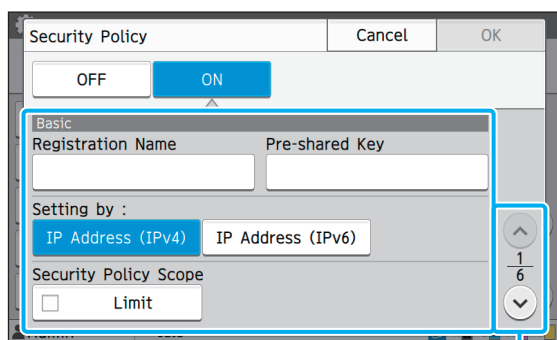 Security Policy Cancel OK
OFF ON
Basic
Registration Name Pre-shared Key
Setting by :
IP Address (IPv4) IP Address (IPv6)
1
6
Security Policy Scope
Limit
Admin